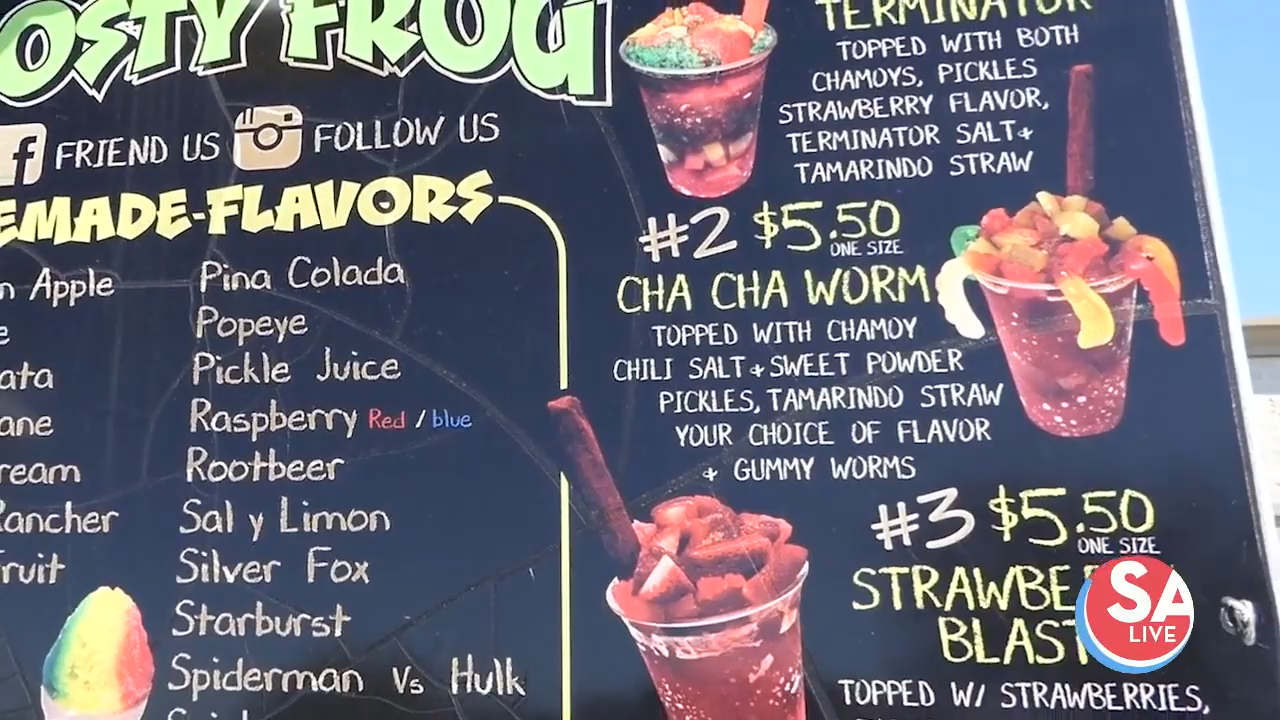 OSTY FROG
f FRIEND US FOLLOW US
EMADE-FLAVORS
n Apple
e
ata
ane
ream
Rancher
ruit
Pina Colada
Popeye
Pickle Juice
Raspberry Red / blue
Rootbeer
Sal y Limon
Silver Fox
Starburst
Spiderman Vs Hulk
TERMINATOR
TOPPED WITH BOTH
CHAMOYS, PICKLES
STRAWBERRY FLAVOR,
TERMINATOR SALT &
TAMARINDO STRAW
#2 $5.50
ONE SIZE
CHA CHA WORM
TOPPED WITH CHAMOY
CHILI SALT & SWEET POWDER
PICKLES, TAMARINDO STRAW
YOUR CHOICE OF FLAVOR
& GUMMY WORMS
#3 $5.50
ONE SIZE
STRAWBE
BLAST
TOPPED W/ STRAWBERRIES,
SA
LIVE